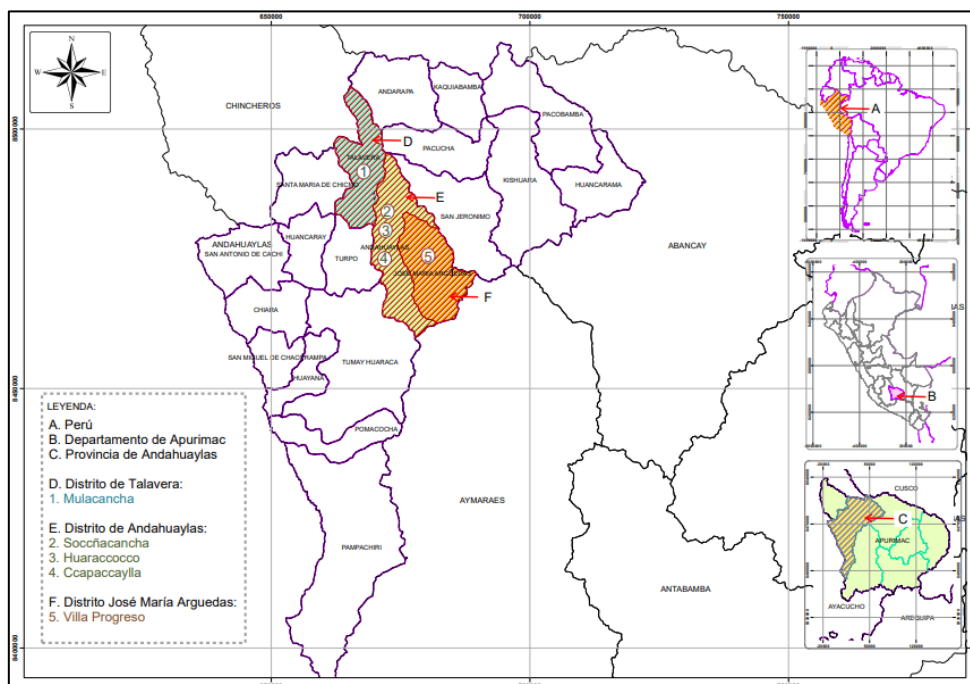 650000
700000
750000
N
W
E
S
CHINCHEROS
ANDARAPA
KAQUIABAMBA
PACOBAMBA
8500000
D
PACUCHA
TALAVERA
1
SANTA MARIA DE CHICMO
KISHUARA
HUANCARAMA
E
2
SAN JERONIMO
HUANCARAY
3
ANDAHUAYLAS
SAN ANTONIO DE CACHI
TURPO
ANDAHUAYLAS
4
5
ABANCAY
JOSE MARIA ARGUEDAS
F
CHIARA
SAN MIGUEL DE CHACCRAMPA
TUMAY HUARACA
HUAYANA
8450000
POMACOCHA
AYMARAES
PAMPACHIRI
ANTABAMBA
8400000
LEYENDA:
A. Perú
B. Departamento de Apurimac
C. Provincia de Andahuaylas
D. Distrito de Talavera:
1. Mulacancha
E. Distrito de Andahuaylas:
2. Soccñacancha
3. Huaraccocco
4. Ccapaccaylla
F. Distrito José María Arguedas:
5. Villa Progreso
A
B
CUSCO
C
APURIMAC
AYACUCHO
AREQUIPA